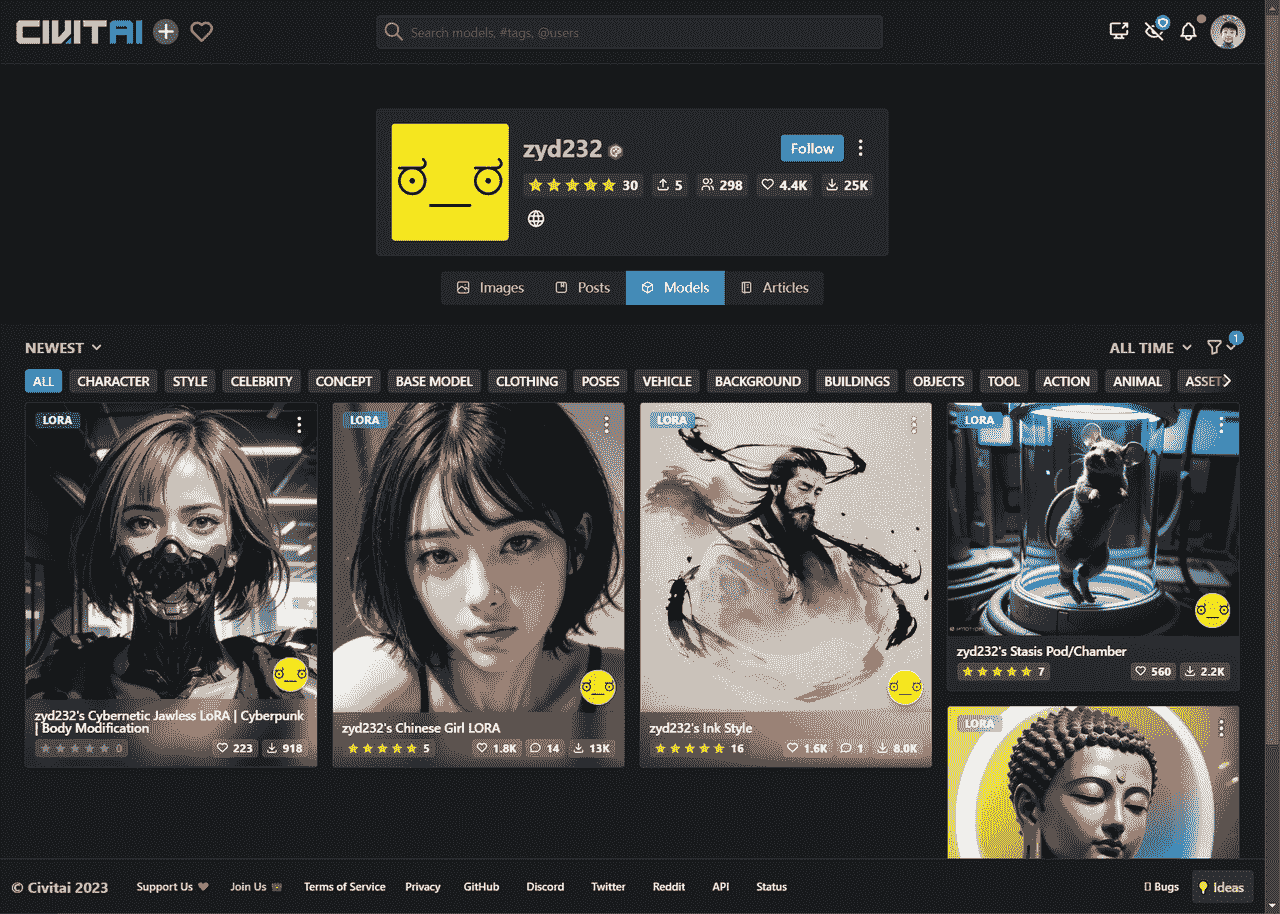 CIVITAI
Search models, #tags, @users
zyd232
Follow
30 5 298 4.4K 25K
Images Posts Models Articles
NEWEST
ALL TIME 1
ALL CHARACTER STYLE CELEBRITY CONCEPT BASE MODEL CLOTHING POSES VEHICLE BACKGROUND BUILDINGS OBJECTS TOOL ACTION ANIMAL ASSET
LORA
zyd232's Cybernetic Jawless LoRA | Cyberpunk
| Body Modification
0 223 918
LORA
zyd232's Chinese Girl LORA
5 1.8K 14 13K
LORA
zyd232's Ink Style
16 1.6K 1 8.0K
LORA
zyd232's Stasis Pod/Chamber
7 560 2.2K
LORA
© Civitai 2023 Support Us Join Us Terms of Service Privacy GitHub Discord Twitter Reddit API Status Bugs Ideas